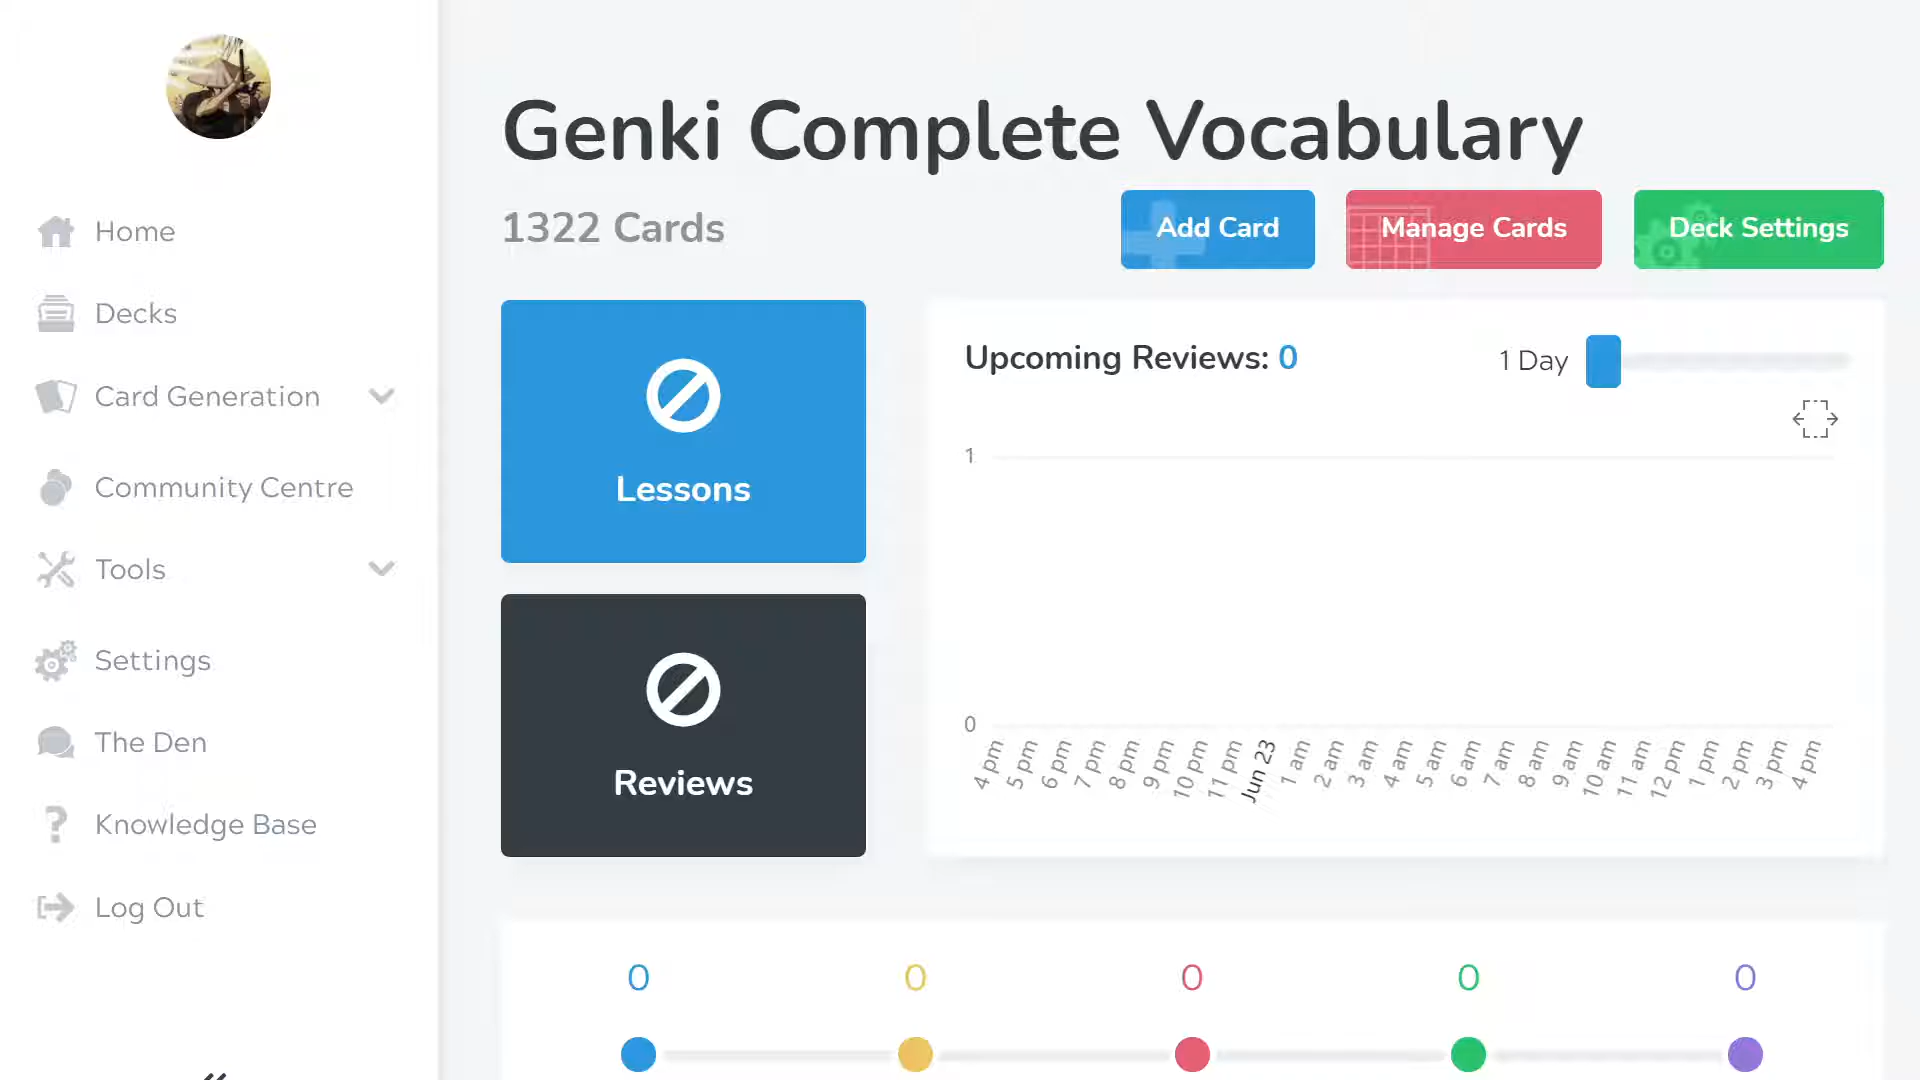 Home
Decks
Card Generation
Community Centre
Tools
Settings
The Den
Knowledge Base
Log Out
Genki Complete Vocabulary
1322 Cards
Add Card
Manage Cards
Deck Settings
Lessons
Reviews
Upcoming Reviews: 0
1 Day
1
0
4 pm 5 pm 6 pm 7 pm 8 pm 9 pm 10 pm 11 pm Jun 23 1 am 2 am 3 am 4 am 5 am 6 am 7 am 8 am 9 am 10 am 11 am 12 pm 1 pm 2 pm 3 pm 4 pm
0 0 0 0 0